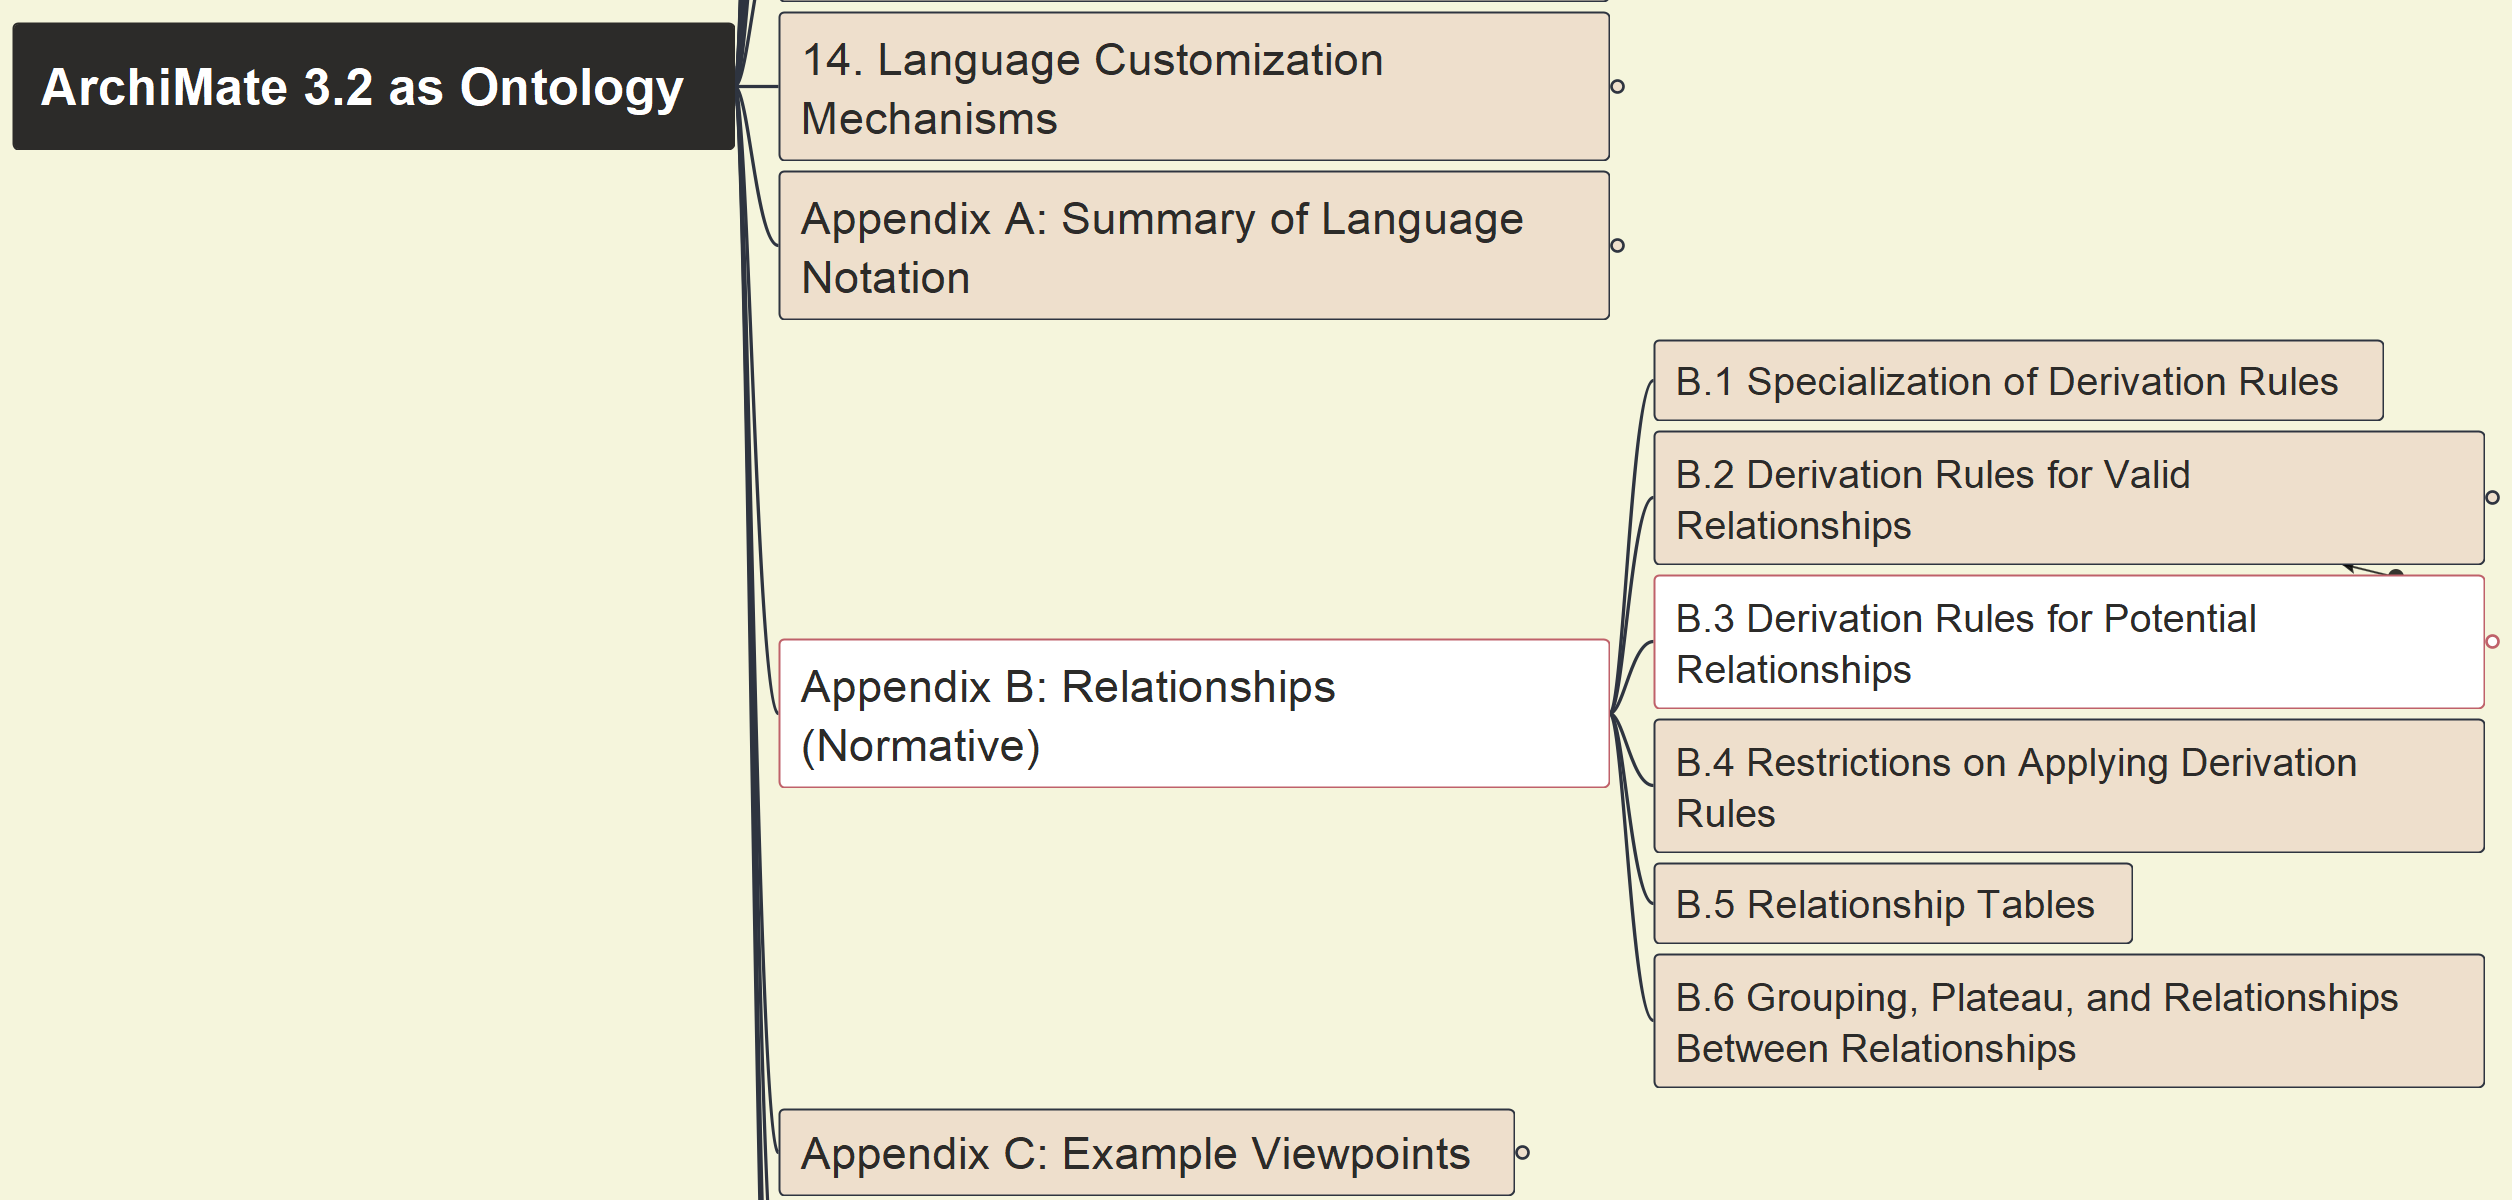 ArchiMate 3.2 as Ontology
14. Language Customization
Mechanisms
Appendix A: Summary of Language
Notation
Appendix B: Relationships
(Normative)
B.1 Specialization of Derivation Rules
B.2 Derivation Rules for Valid
Relationships
B.3 Derivation Rules for Potential
Relationships
B.4 Restrictions on Applying Derivation
Rules
B.5 Relationship Tables
B.6 Grouping, Plateau, and Relationships
Between Relationships
Appendix C: Example Viewpoints